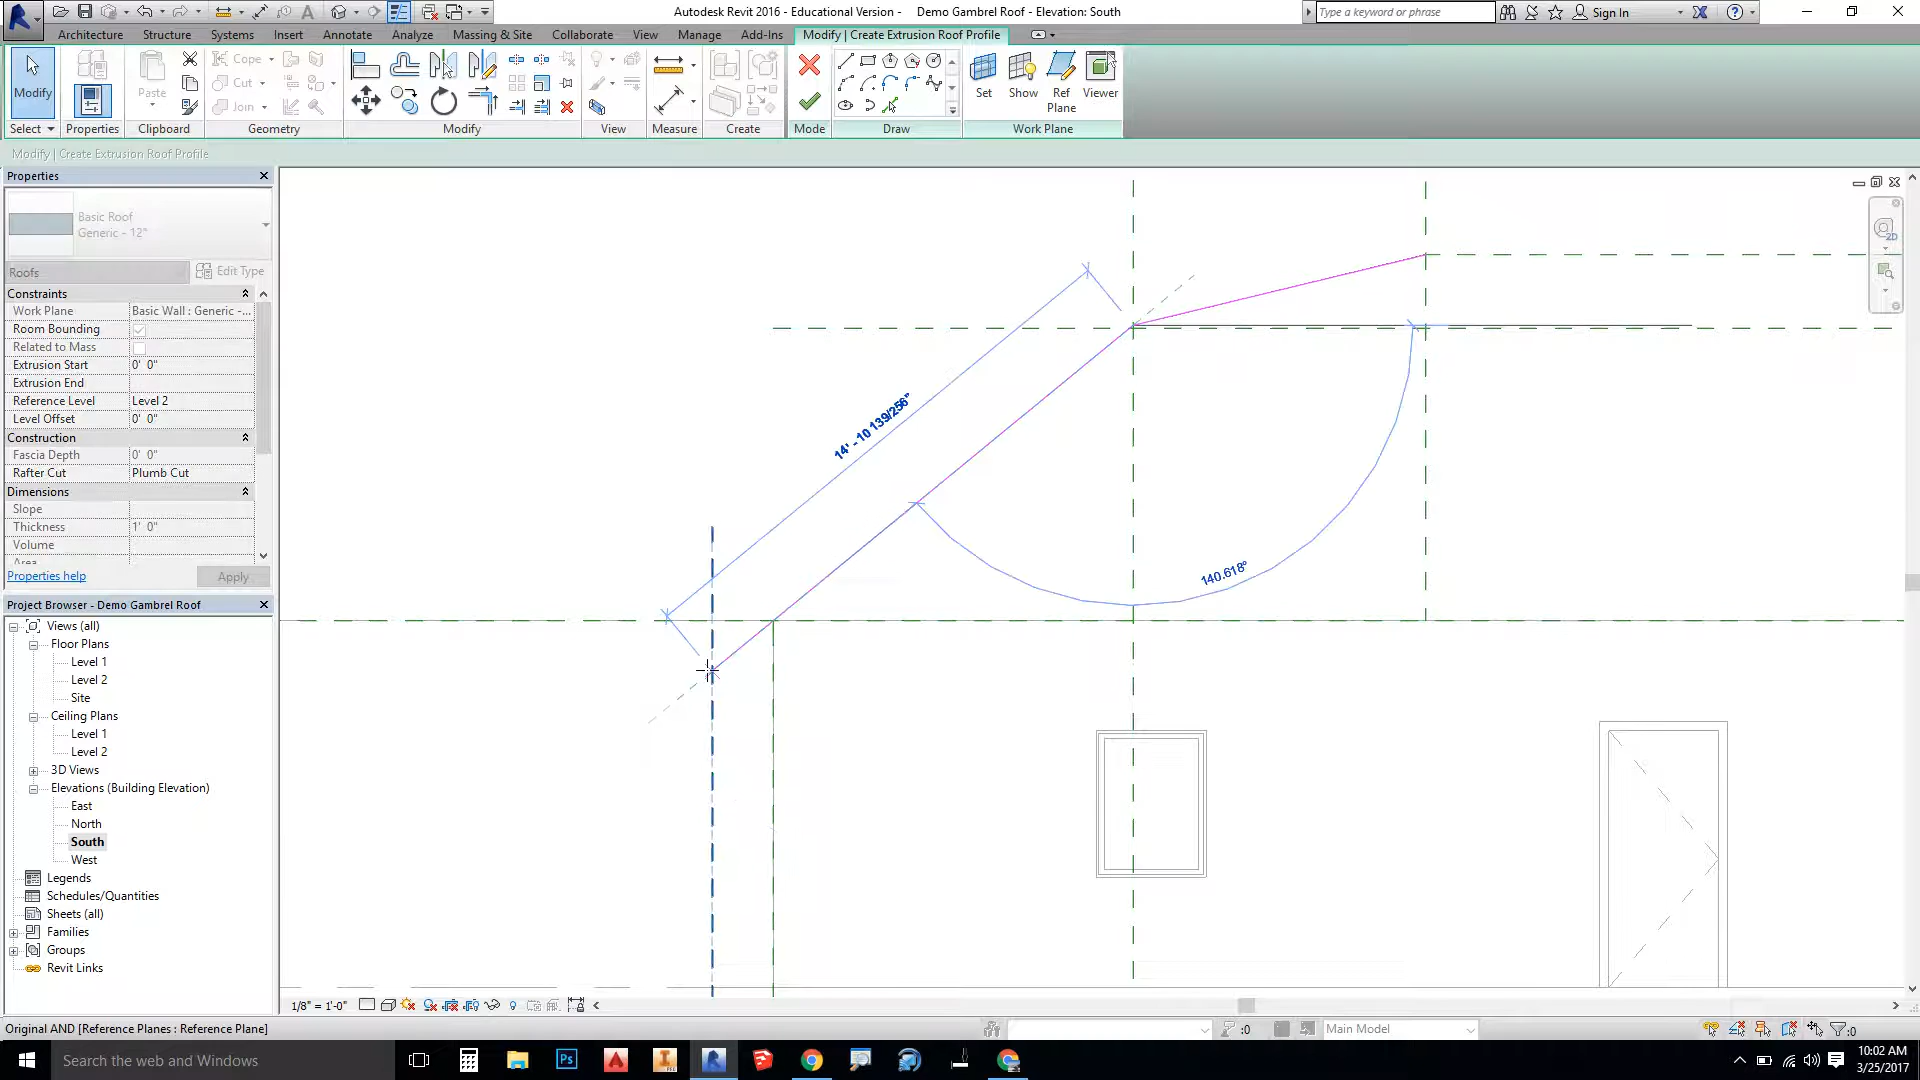 Autodesk Revit 2016 - Educational Version - Demo Gambrel Roof - Elevation: South
Type a keyword or phrase
Sign In
Architecture
Structure
Systems
Insert
Annotate
Analyze
Massing & Site
Collaborate
View
Manage
Add-Ins
Modify | Create Extrusion Roof Profile
Modify
Paste
Cope
Cut
Join
Set
Show
Ref
Plane
Viewer
Select
Properties
Clipboard
Geometry
Modify
View
Measure
Create
Mode
Draw
Work Plane
Modify | Create Extrusion Roof Profile
Properties
Basic Roof
Generic - 12"
Roofs
Edit Type
Constraints
Work Plane Basic Wall : Generic -...
Room Bounding
Related to Mass
Extrusion Start 0' 0"
Extrusion End
Reference Level Level 2
Level Offset 0' 0"
Construction
Fascia Depth 0' 0"
Rafter Cut Plumb Cut
Dimensions
Slope
Thickness 1' 0"
Volume
Area
Properties help
Apply
Project Browser - Demo Gambrel Roof
Views (all)
Floor Plans
Level 1
Level 2
Site
Ceiling Plans
Level 1
Level 2
3D Views
Elevations (Building Elevation)
East
North
South
West
Legends
Schedules/Quantities
Sheets (all)
Families
Groups
Revit Links
2D
14' - 10 139/256"
140.618°
1/8" = 1'-0"
Original AND [Reference Planes : Reference Plane]
:0
Main Model
:0
Search the web and Windows
Ps
10:02 AM
3/25/2017